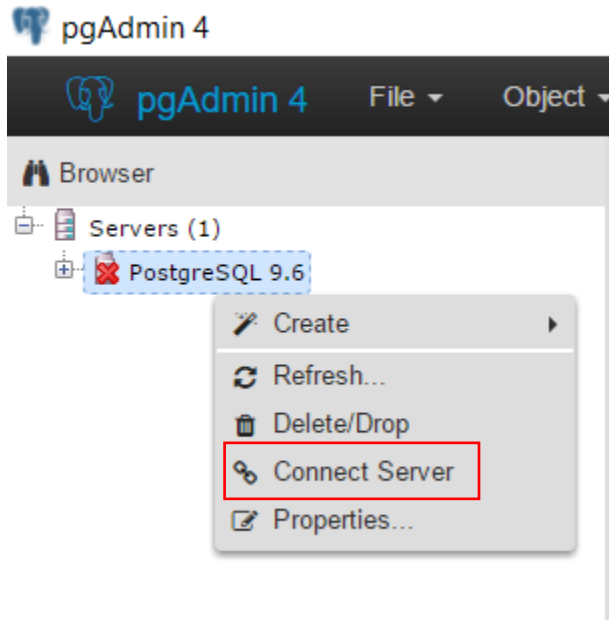 pgAdmin 4
pgAdmin 4 File Object
Browser
Servers (1)
PostgreSQL 9.6
Create
Refresh...
Delete/Drop
Connect Server
Properties...